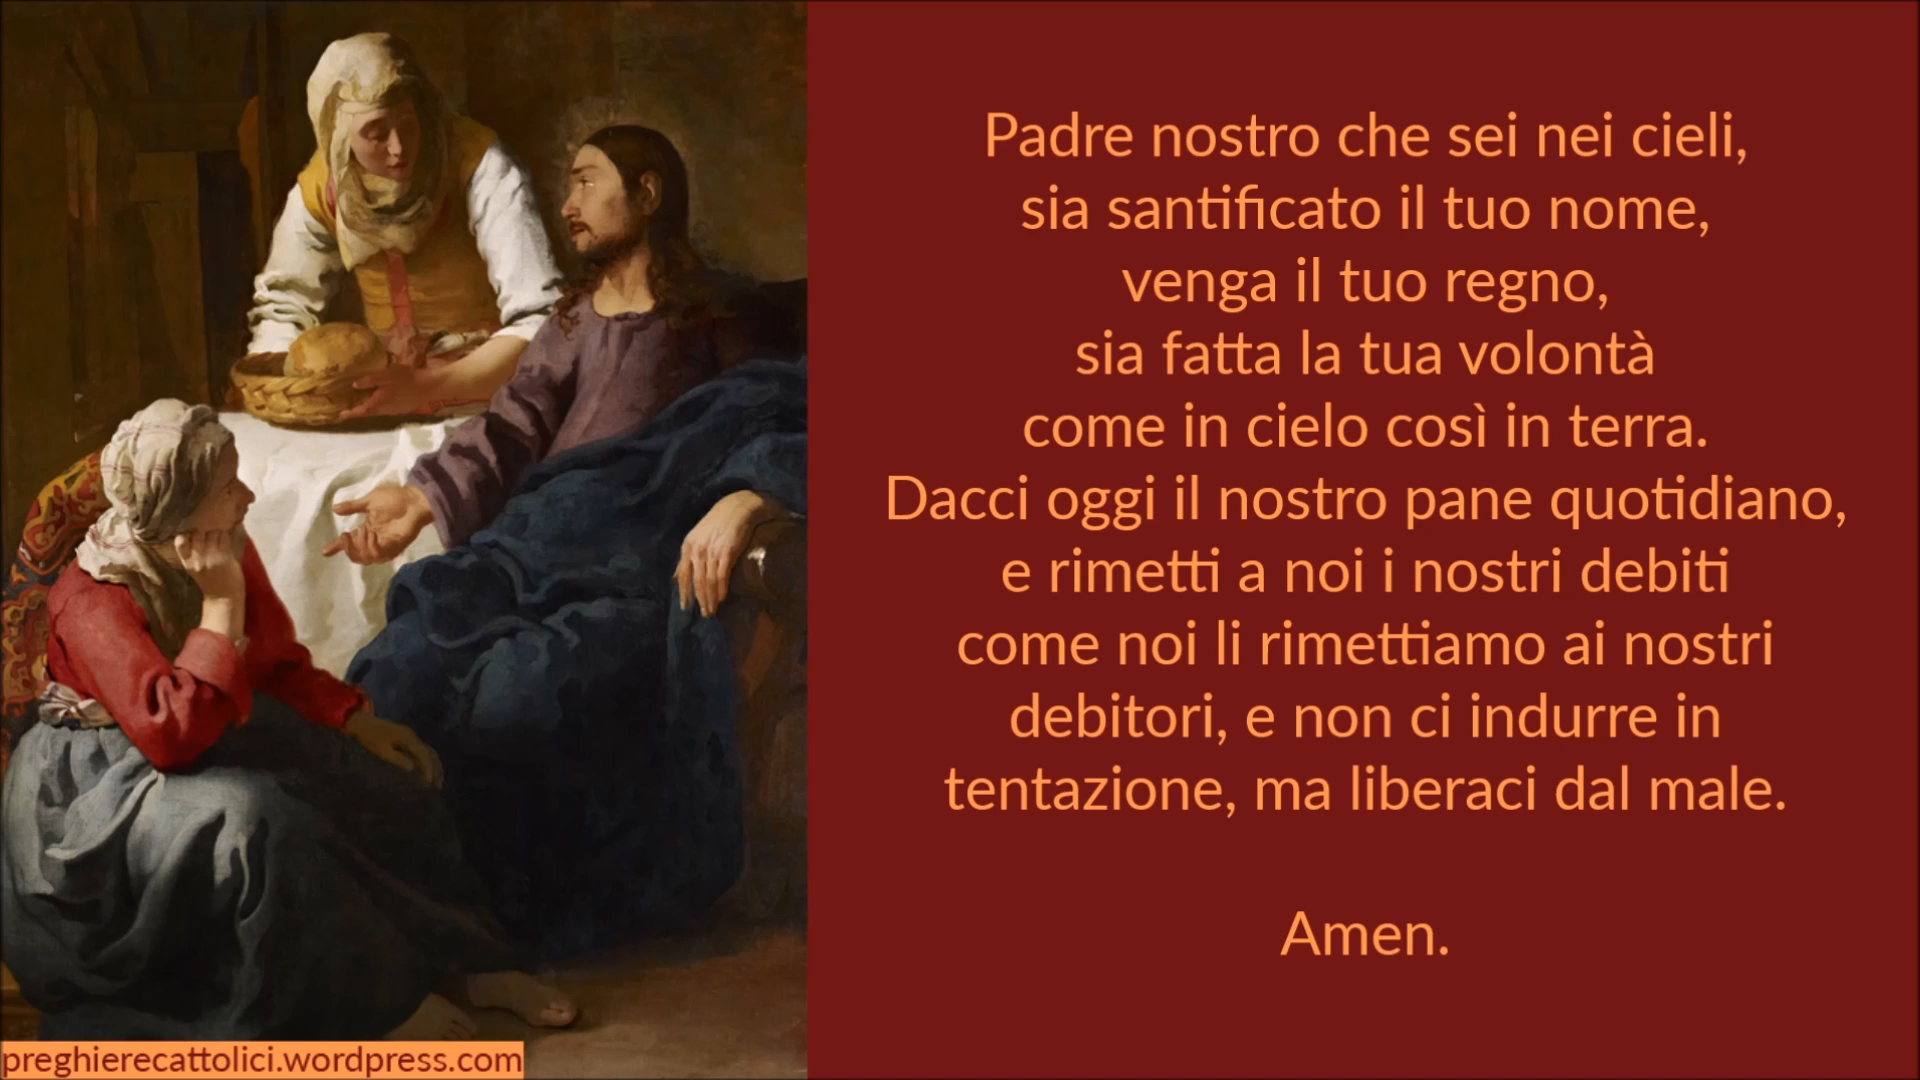 Padre nostro che sei nei cieli,
sia santificato il tuo nome,
venga il tuo regno,
sia fatta la tua volontà
come in cielo così in terra.
Dacci oggi il nostro pane quotidiano,
e rimetti a noi i nostri debiti
come noi li rimettiamo ai nostri
debitori, e non ci indurre in
tentazione, ma liberaci dal male.
Amen.
preghierecattolici.wordpress.com